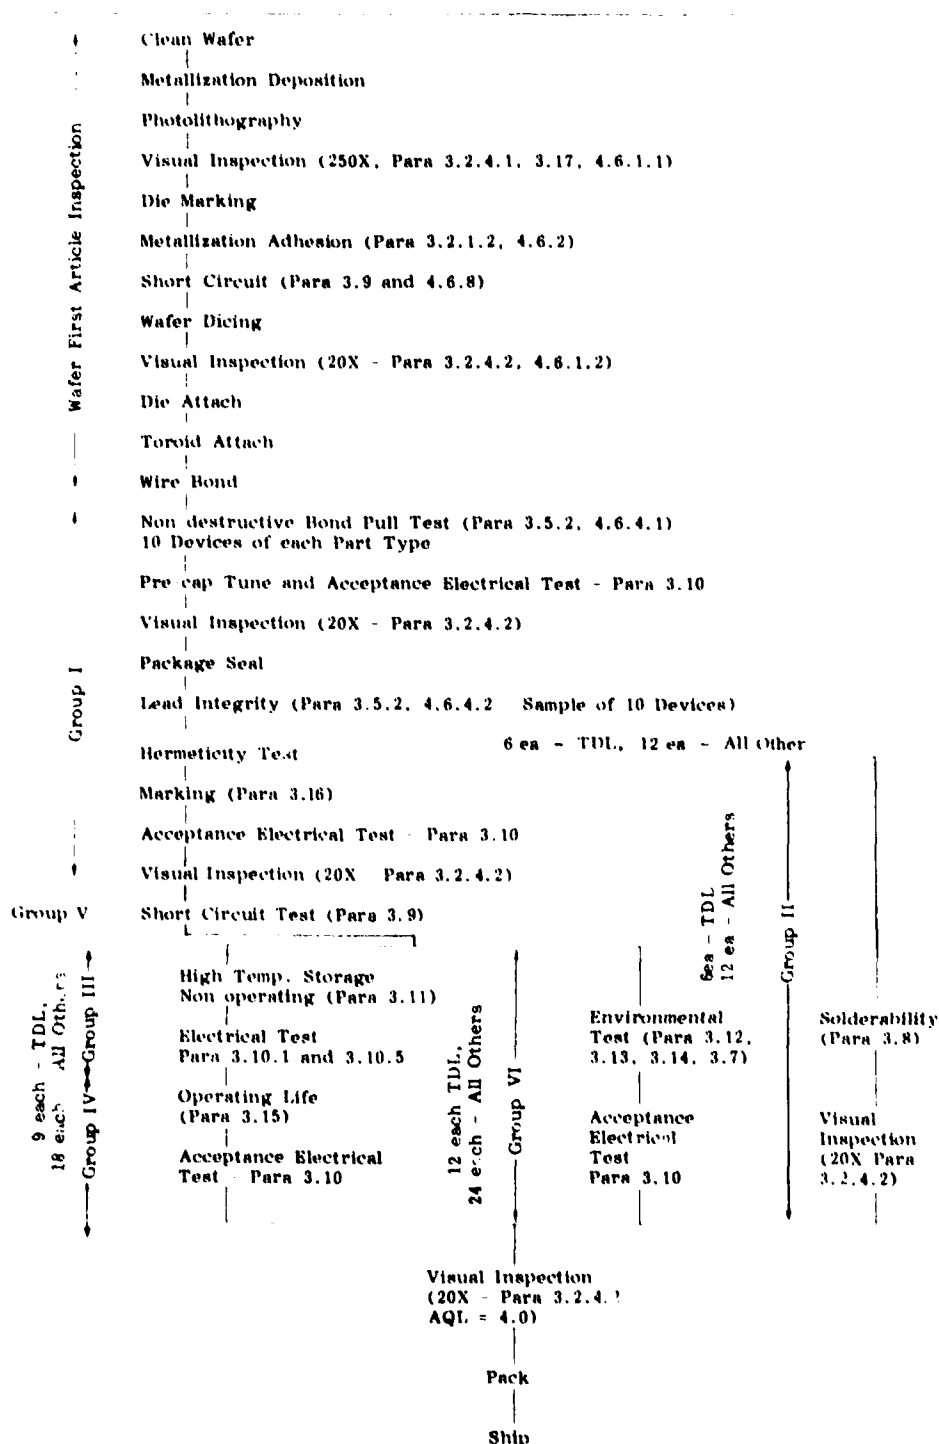 Clean Wafer
Metallization Deposition
Photolithography
Visual Inspection (250X, Para 3.2.4.1, 3.17, 4.6.1.1)
Die Marking
Metallization Adhesion (Para 3.2.1.2, 4.6.2)
Short Circuit (Para 3.9 and 4.6.8)
Wafer Dicing
Visual Inspection (20X - Para 3.2.4.2, 4.6.1.2)
Die Attach
Toroid Attach
Wire Bond
Wafer First Article Inspection
Non destructive Bond Pull Test (Para 3.5.2, 4.6.4.1)
10 Devices of each Part Type
Pre cap Tune and Acceptance Electrical Test - Para 3.10
Visual Inspection (20X - Para 3.2.4.2)
Package Seal
Lead Integrity (Para 3.5.2, 4.6.4.2 Sample of 10 Devices)
Hermeticity Test
Marking (Para 3.16)
Acceptance Electrical Test - Para 3.10
Visual Inspection (20X Para 3.2.4.2)
Group I
Group V
Short Circuit Test (Para 3.9)
6 ea - TDL, 12 ea - All Other
6ea - TDL
12 ea - All Others
Group II
9 each - TDL,
18 each All Others
Group IV
Group III
High Temp. Storage
Non operating (Para 3.11)
Electrical Test
Para 3.10.1 and 3.10.5
Operating Life
(Para 3.15)
Acceptance Electrical
Test - Para 3.10
12 each TDL,
24 each - All Others
Group VI
Environmental
Test (Para 3.12,
3.13, 3.14, 3.7)
Acceptance
Electrical
Test
Para 3.10
Solderability
(Para 3.8)
Visual
Inspection
(20X Para
3.2.4.2)
Visual Inspection
(20X - Para
AQL = 4.0)
Pack
Ship